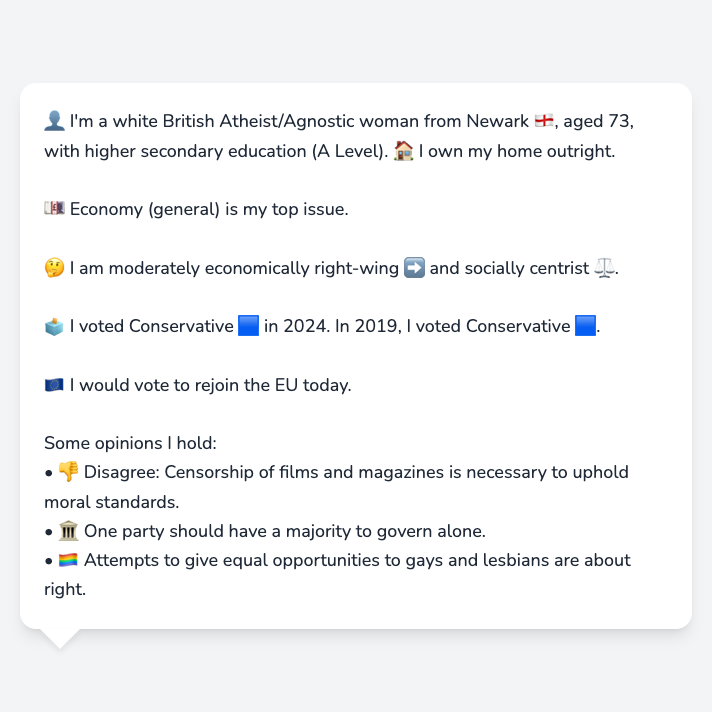 👤 I'm a white British Atheist/Agnostic woman from Newark 🏴󠁧󠁢󠁥󠁮󠁧󠁿, aged 73,
with higher secondary education (A Level). 🏠 I own my home outright.
💷 Economy (general) is my top issue.
🤔 I am moderately economically right-wing ➡️ and socially centrist ⚖️.
🗳️ I voted Conservative 🟦 in 2024. In 2019, I voted Conservative 🟦.
🇪🇺 I would vote to rejoin the EU today.
Some opinions I hold:
• 👎 Disagree: Censorship of films and magazines is necessary to uphold
moral standards.
• 🏛️ One party should have a majority to govern alone.
• 🏳️‍🌈 Attempts to give equal opportunities to gays and lesbians are about
right.